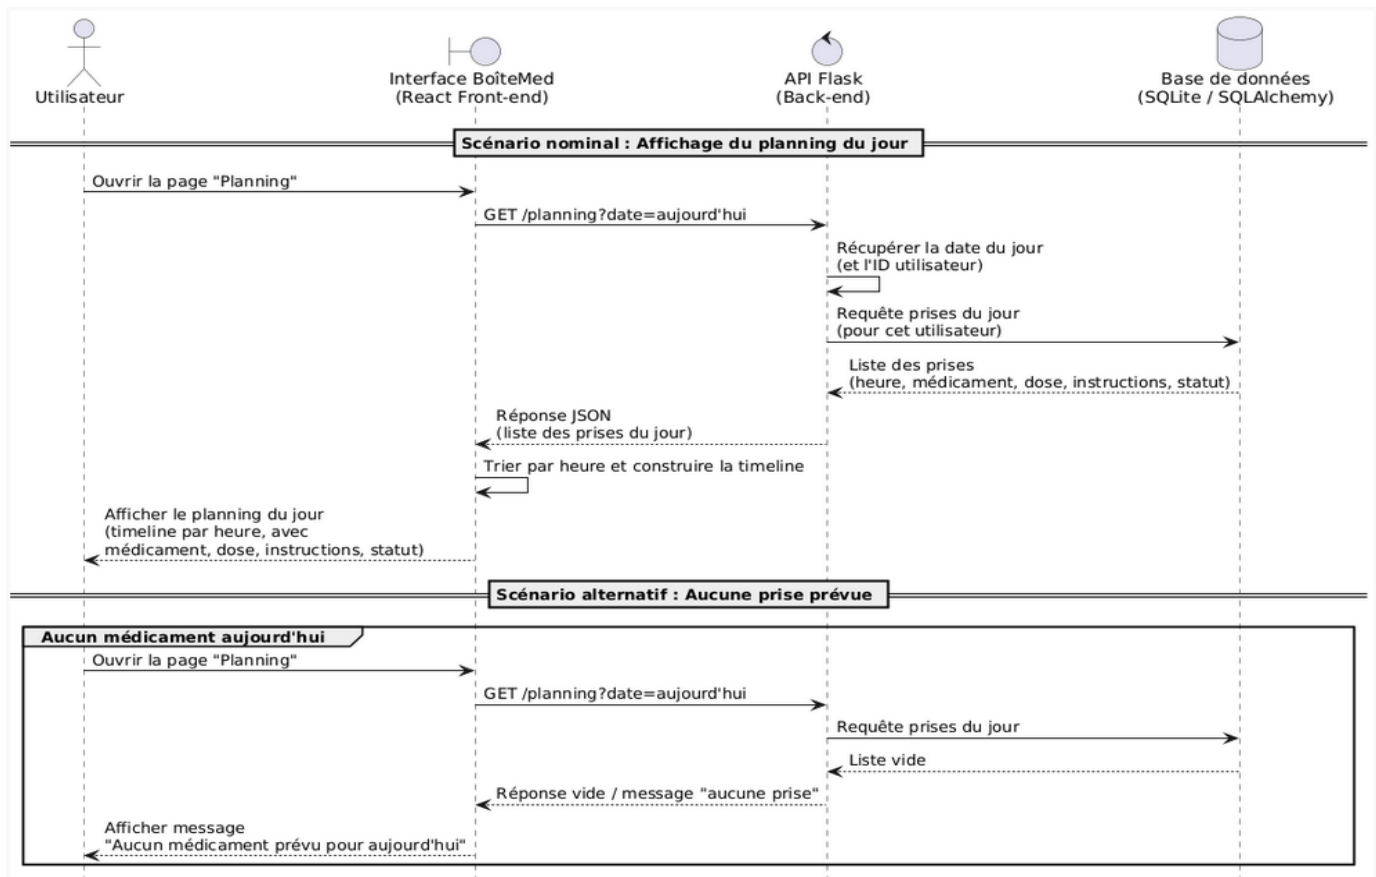 Utilisateur
Interface BoîteMed
(React Front-end)
API Flask
(Back-end)
Base de données
(SQLite / SQLAlchemy)
Scénario nominal : Affichage du planning du jour
Ouvrir la page "Planning"
GET /planning?date=aujourd'hui
Récupérer la date du jour
(et l'ID utilisateur)
Requête prises du jour
(pour cet utilisateur)
Liste des prises
(heure, médicament, dose, instructions, statut)
Réponse JSON
(liste des prises du jour)
Trier par heure et construire la timeline
Afficher le planning du jour
(timeline par heure, avec
médicament, dose, instructions, statut)
Scénario alternatif : Aucune prise prévue
Aucun médicament aujourd'hui
Ouvrir la page "Planning"
GET /planning?date=aujourd'hui
Requête prises du jour
Liste vide
Réponse vide / message "aucune prise"
Afficher message
"Aucun médicament prévu pour aujourd'hui"